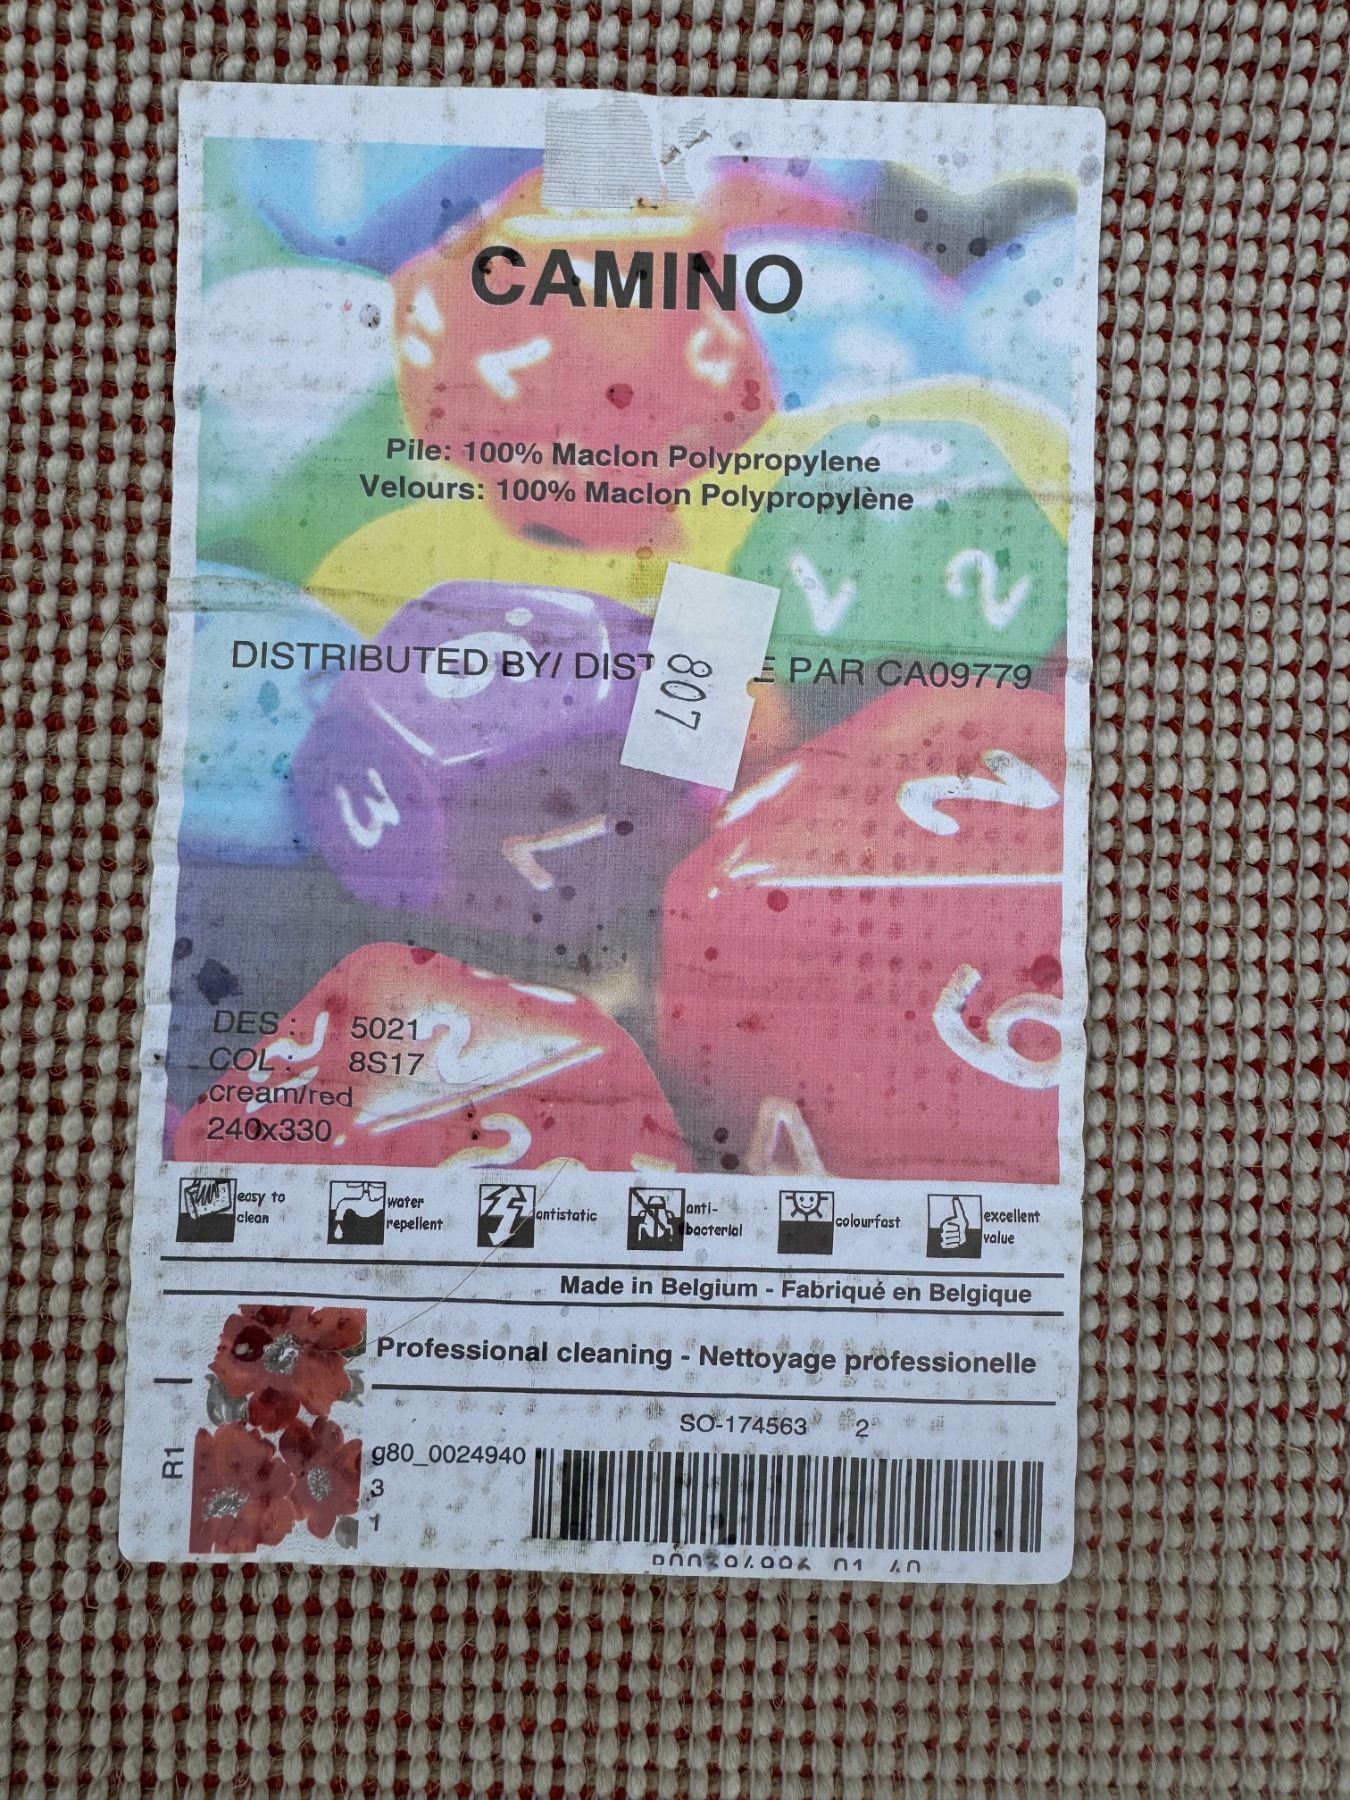 CAMINO
Pile: 100% Maclon Polypropylene
Velours: 100% Maclon Polypropylène
DISTRIBUTED BY/ DIST E PAR CA09779
807
DES : 5021
COL : 8S17
cream/red
240x330
easy to clean
water repellent
antistatic
anti-bacterial
colourfast
excellent value
Made in Belgium - Fabriqué en Belgique
Professional cleaning - Nettoyage professionelle
SO-174563 2
R1
g80_0024940
3
1